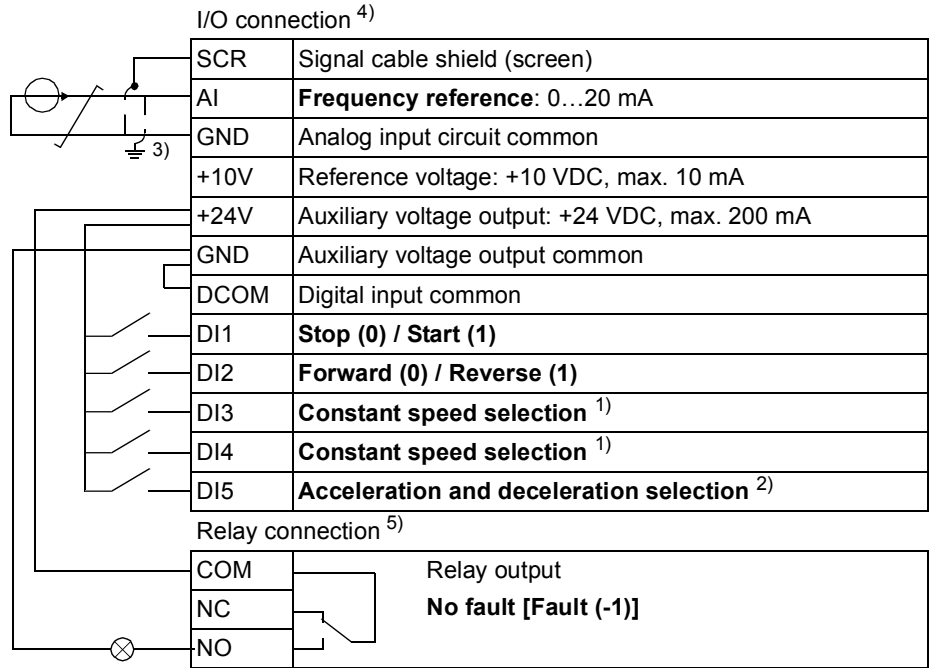 I/O connection 4)
SCR Signal cable shield (screen)
AI Frequency reference: 0…20 mA
GND Analog input circuit common
3)
+10V Reference voltage: +10 VDC, max. 10 mA
+24V Auxiliary voltage output: +24 VDC, max. 200 mA
GND Auxiliary voltage output common
DCOM Digital input common
DI1 Stop (0) / Start (1)
DI2 Forward (0) / Reverse (1)
DI3 Constant speed selection 1)
DI4 Constant speed selection 1)
DI5 Acceleration and deceleration selection 2)
Relay connection 5)
COM Relay output
NC No fault [Fault (-1)]
NO